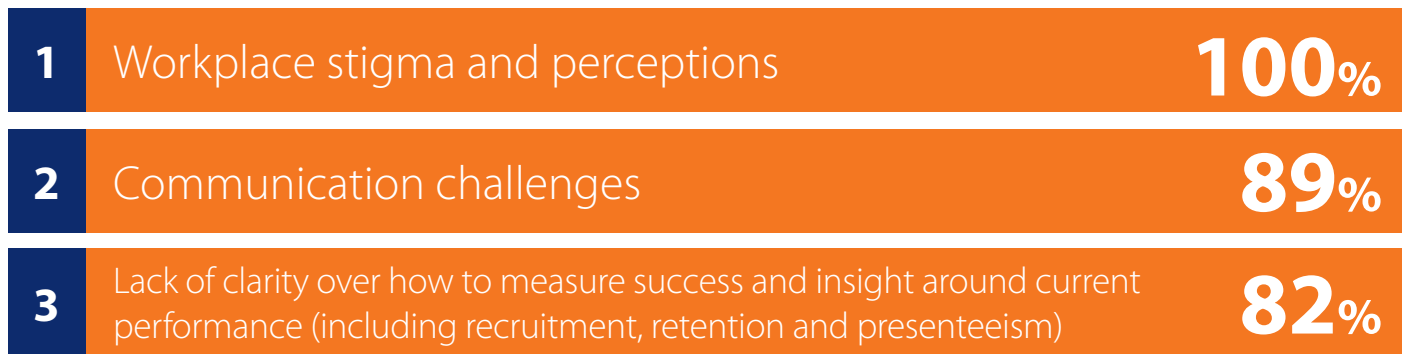 1 Workplace stigma and perceptions 100%
2 Communication challenges 89%
3 Lack of clarity over how to measure success and insight around current
performance (including recruitment, retention and presenteeism) 82%